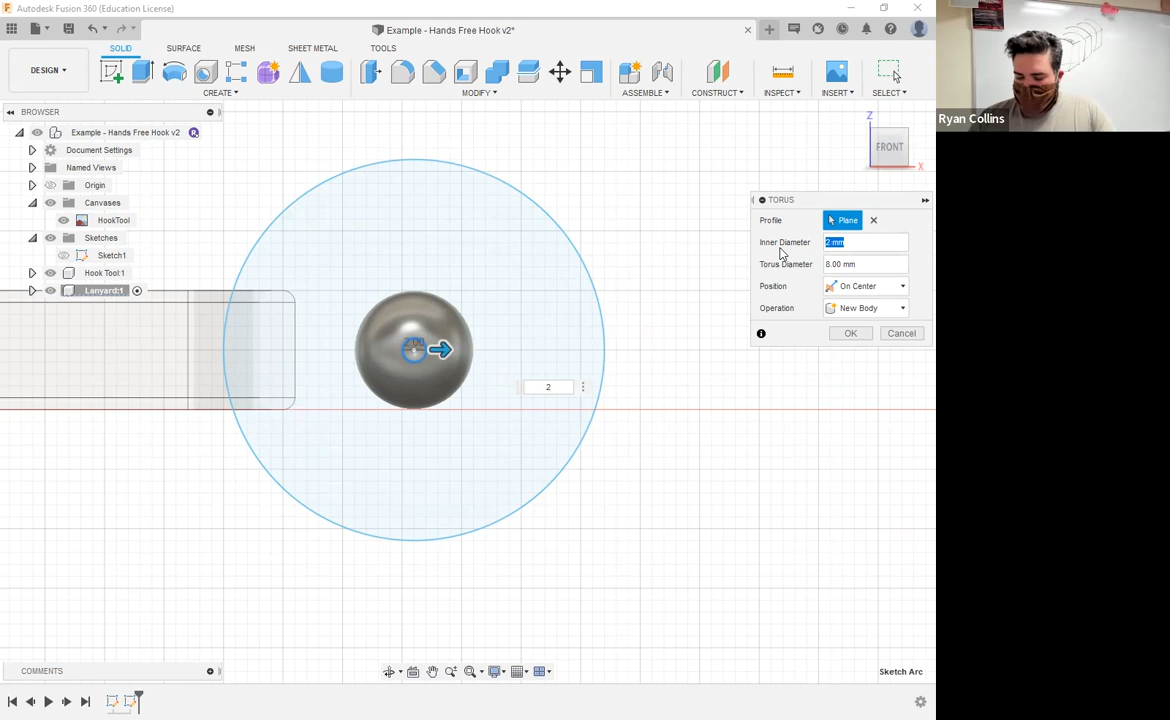 Autodesk Fusion 360 (Education License)
Example - Hands Free Hook v2*
SOLID SURFACE MESH SHEET METAL TOOLS
DESIGN
CREATE MODIFY ASSEMBLE CONSTRUCT INSPECT INSERT SELECT
BROWSER
Example - Hands Free Hook v2 R
Document Settings
Named Views
Origin
Canvases
HookTool
Sketches
Sketch1
Hook Tool:1
Lanyard:1
Z
FRONT
X
TORUS
Profile Plane
Inner Diameter 2 mm
Torus Diameter 8.00 mm
Position On Center
Operation New Body
OK Cancel
2.00
2
COMMENTS
Sketch Arc
Ryan Collins